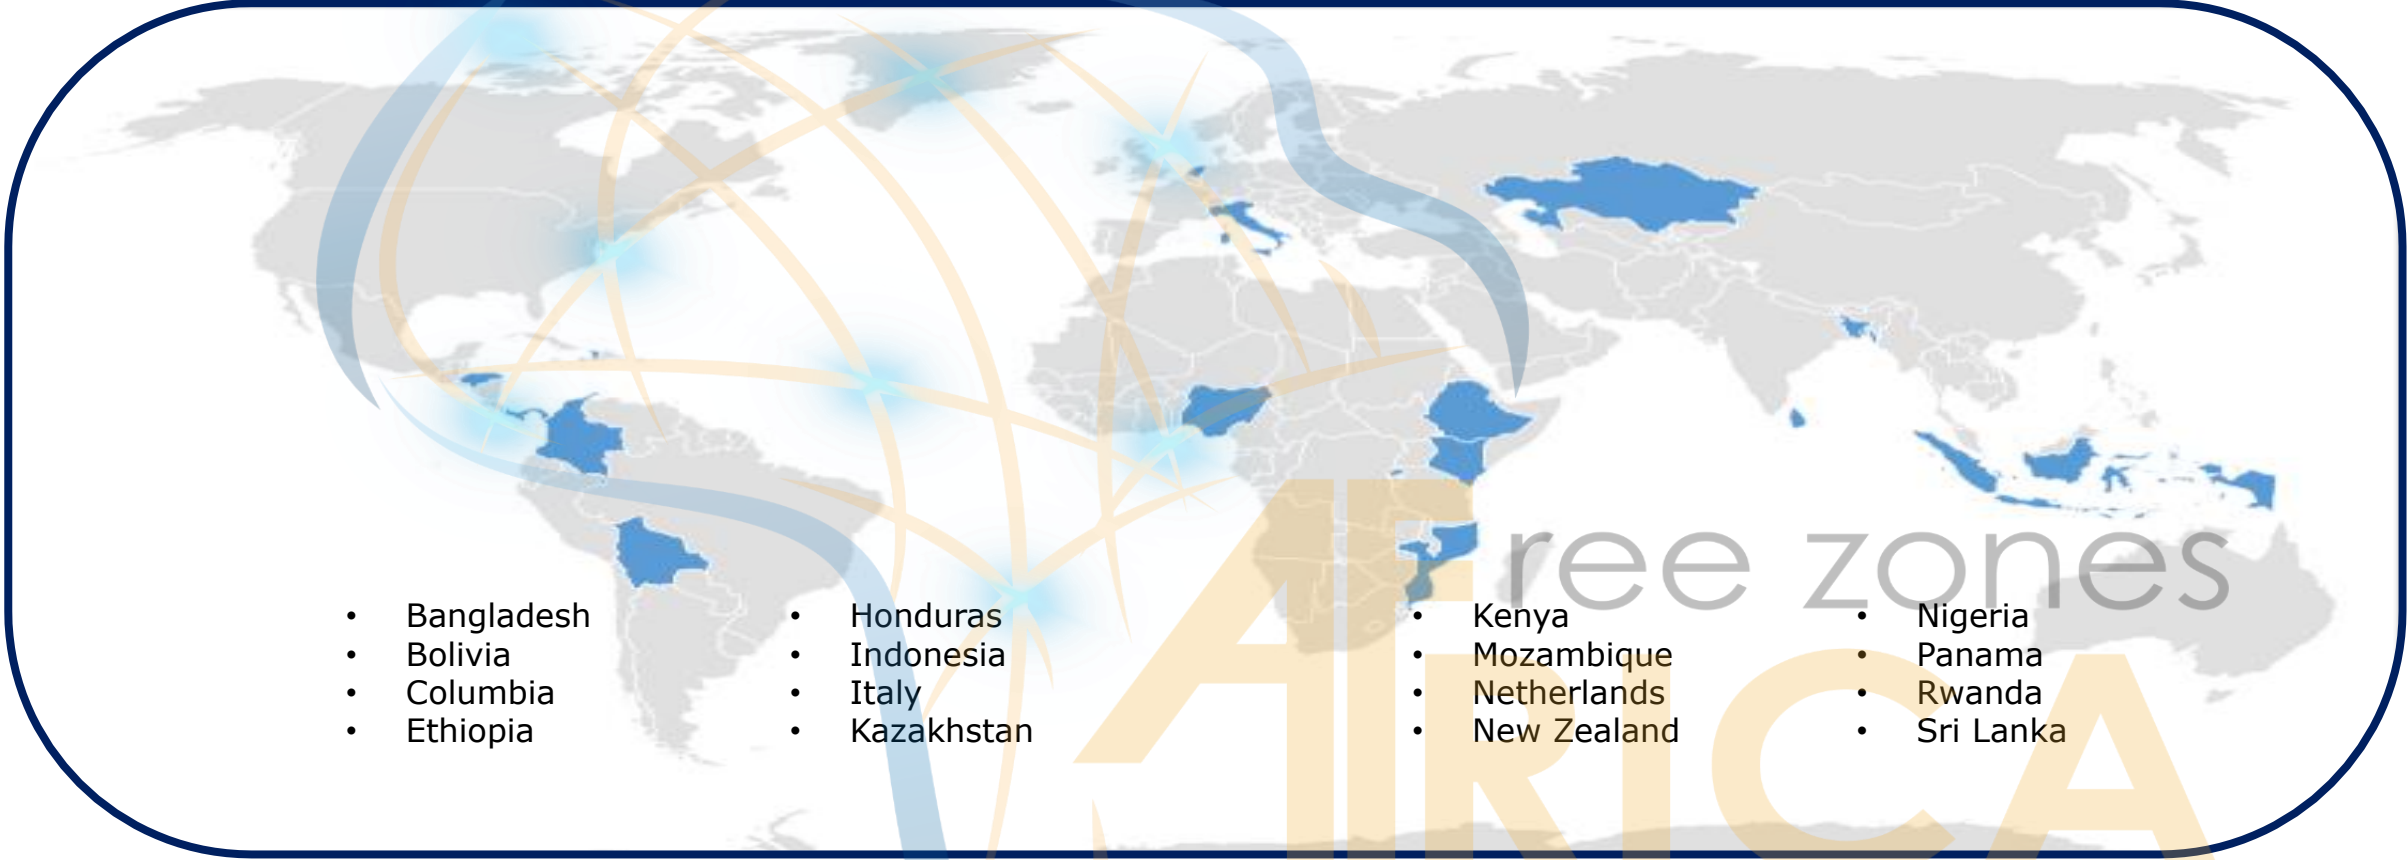 Free zones
AFRICA
• Bangladesh
• Bolivia
• Columbia
• Ethiopia
• Honduras
• Indonesia
• Italy
• Kazakhstan
• Kenya
• Mozambique
• Netherlands
• New Zealand
• Nigeria
• Panama
• Rwanda
• Sri Lanka